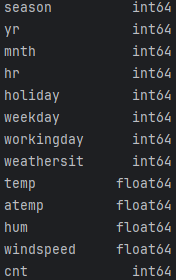 season int64
yr int64
mnth int64
hr int64
holiday int64
weekday int64
workingday int64
weathersit int64
temp float64
atemp float64
hum float64
windspeed float64
cnt int64